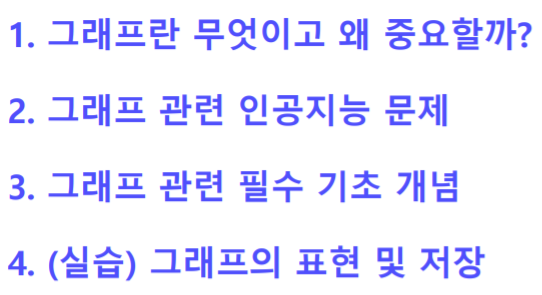 1. 그래프란 무엇이고 왜 중요할까?
2. 그래프 관련 인공지능 문제
3. 그래프 관련 필수 기초 개념
4. (실습) 그래프의 표현 및 저장